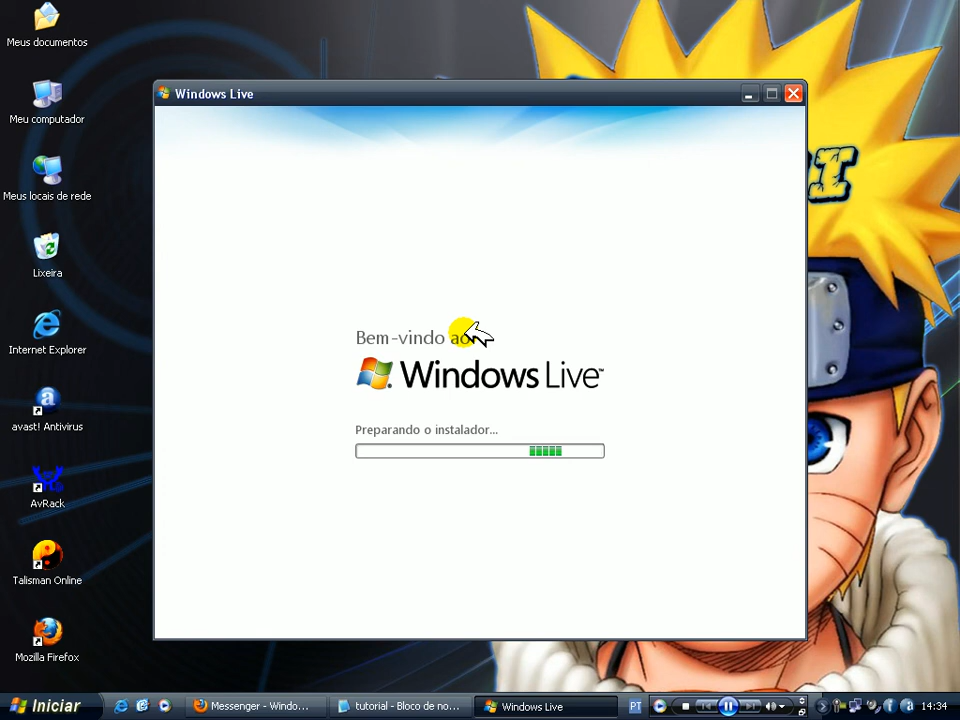 Meus documentos
Meu computador
Meus locais de rede
Lixeira
Internet Explorer
avast! Antivirus
AvRack
Talisman Online
Mozilla Firefox
Windows Live
Bem-vindo ao
Windows Live™
Preparando o instalador...
Iniciar
Messenger - Windo...
tutorial - Bloco de no...
Windows Live
PT
14:34